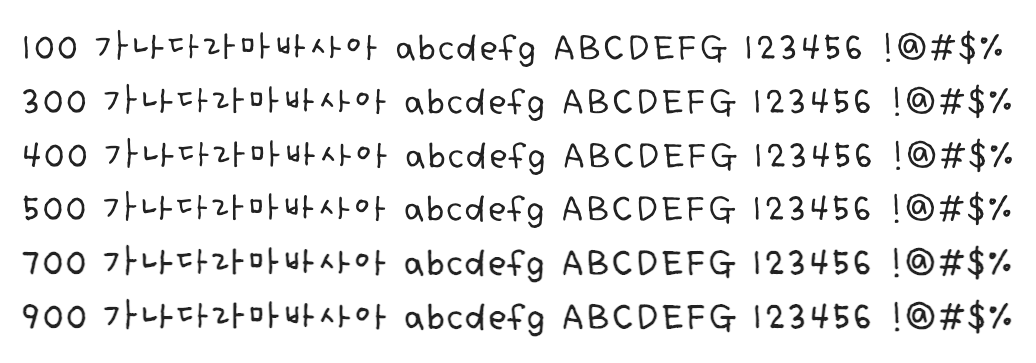 100 가나다라마바사아 abcdefg ABCDEFG 123456 !@#$%
300 가나다라마바사아 abcdefg ABCDEFG 123456 !@#$%
400 가나다라마바사아 abcdefg ABCDEFG 123456 !@#$%
500 가나다라마바사아 abcdefg ABCDEFG 123456 !@#$%
700 가나다라마바사아 abcdefg ABCDEFG 123456 !@#$%
900 가나다라마바사아 abcdefg ABCDEFG 123456 !@#$%